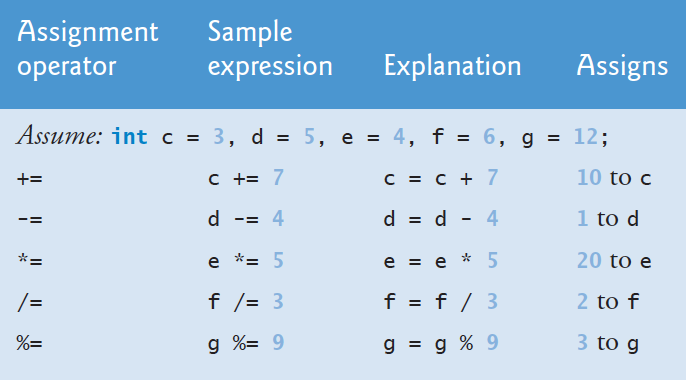 Assignment operator Sample expression Explanation Assigns
Assume: int c = 3, d = 5, e = 4, f = 6, g = 12;
+= c += 7 c = c + 7 10 to c
-= d -= 4 d = d - 4 1 to d
*= e *= 5 e = e * 5 20 to e
/= f /= 3 f = f / 3 2 to f
%= g %= 9 g = g % 9 3 to g